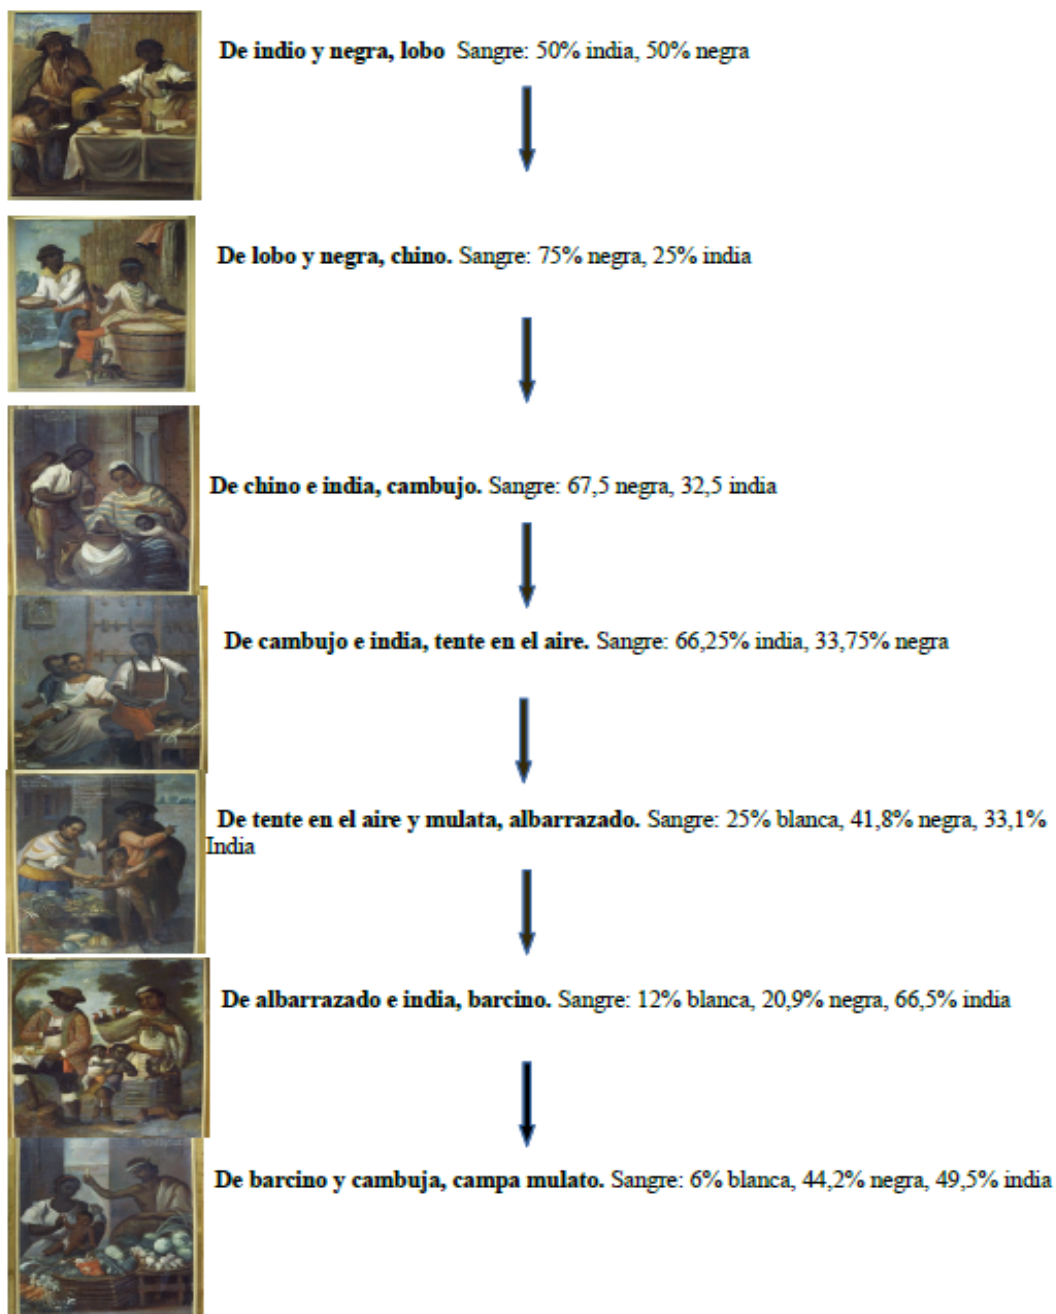 De indio y negra, lobo Sangre: 50% india, 50% negra
De lobo y negra, chino. Sangre: 75% negra, 25% india
De chino e india, cambujo. Sangre: 67,5 negra, 32,5 india
De cambujo e india, tente en el aire. Sangre: 66,25% india, 33,75% negra
De tente en el aire y mulata, albarrazado. Sangre: 25% blanca, 41,8% negra, 33,1%
India
De albarrazado e india, barcino. Sangre: 12% blanca, 20,9% negra, 66,5% india
De barcino y cambuja, campa mulato. Sangre: 6% blanca, 44,2% negra, 49,5% india